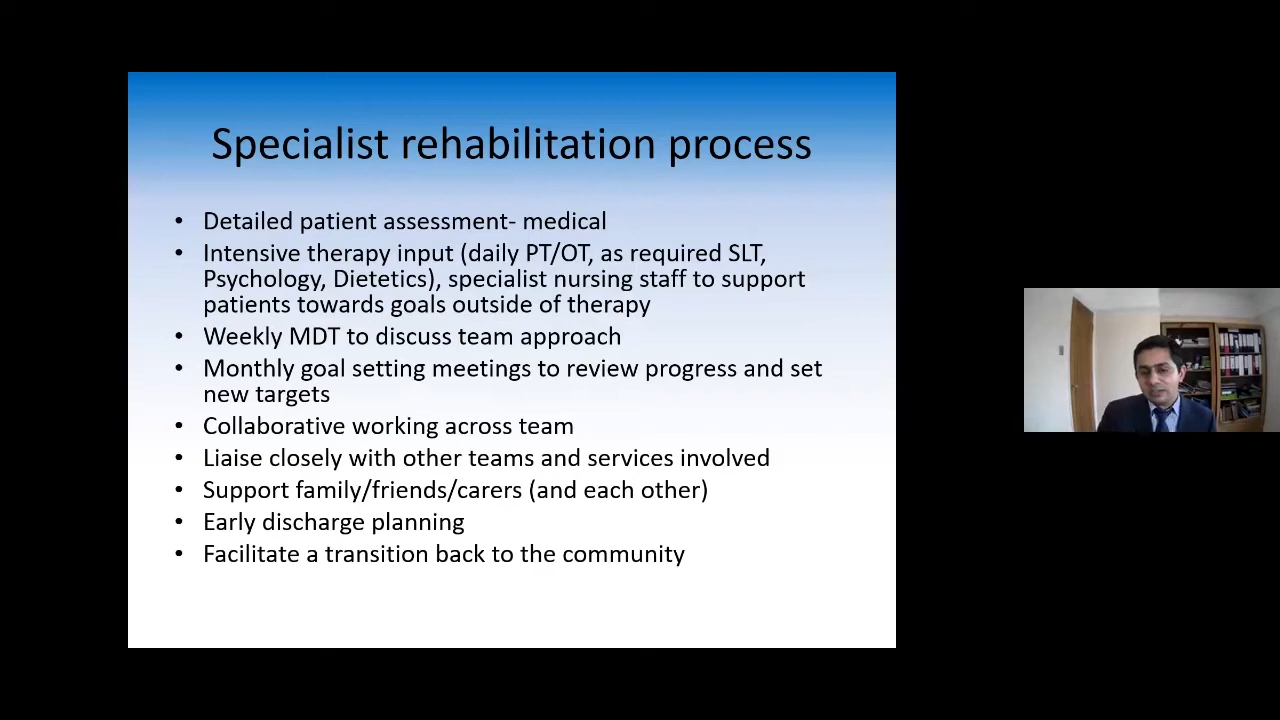 Specialist rehabilitation process
• Detailed patient assessment- medical
• Intensive therapy input (daily PT/OT, as required SLT,
Psychology, Dietetics), specialist nursing staff to support
patients towards goals outside of therapy
• Weekly MDT to discuss team approach
• Monthly goal setting meetings to review progress and set
new targets
• Collaborative working across team
• Liaise closely with other teams and services involved
• Support family/friends/carers (and each other)
• Early discharge planning
• Facilitate a transition back to the community